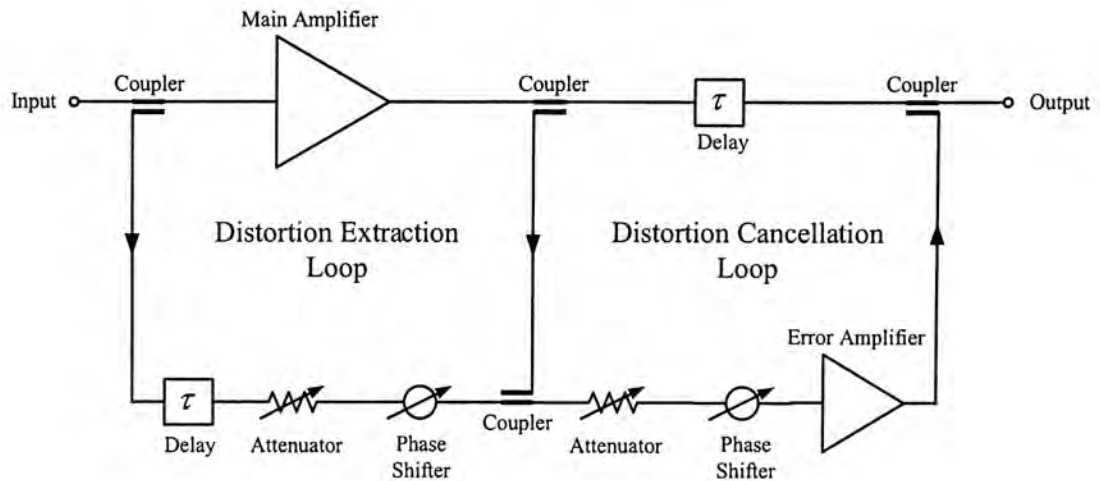 Main Amplifier
Input
Coupler
Coupler
τ
Delay
Coupler
Output
Distortion Extraction
Loop
Distortion Cancellation
Loop
Error Amplifier
τ
Delay
Attenuator
Phase
Shifter
Coupler
Attenuator
Phase
Shifter